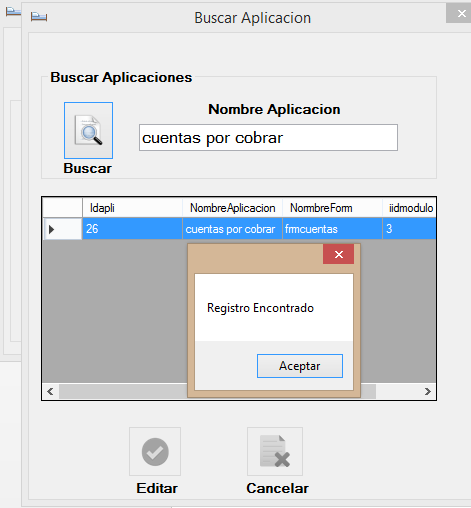 Buscar Aplicacion
Buscar Aplicaciones
Nombre Aplicacion
cuentas por cobrar
Buscar
Idapli NombreAplicacion NombreForm iidmodulo
26 cuentas por cobrar frmcuentas 3
Registro Encontrado
Aceptar
Editar Cancelar